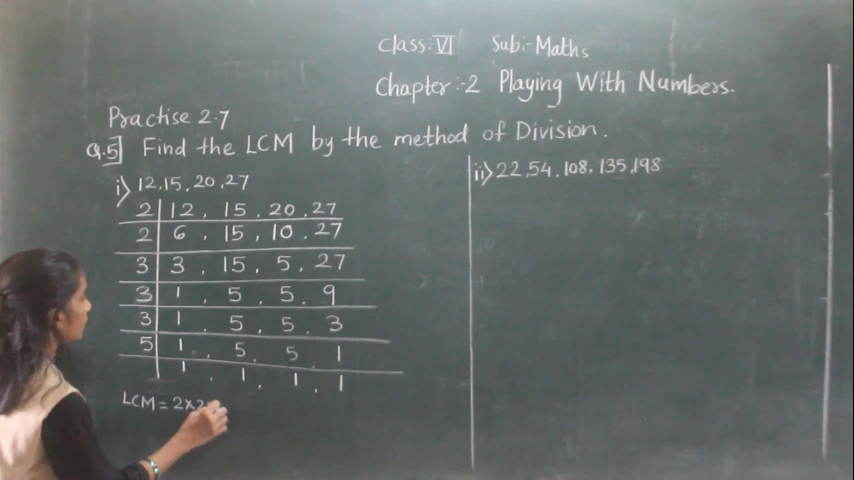 Class:-VI Sub:-Maths
Chapter:-2 Playing With Numbers.
Practise 2.7
Q.5] Find the LCM by the method of Division.
i) 12,15,20,27
2 | 12, 15, 20, 27
2 | 6, 15, 10, 27
3 | 3, 15, 5, 27
3 | 1, 5, 5, 9
3 | 1, 5, 5, 3
5 | 1, 5, 5, 1
1, 1, 1, 1
LCM = 2×2
ii) 22,54,108,135,198